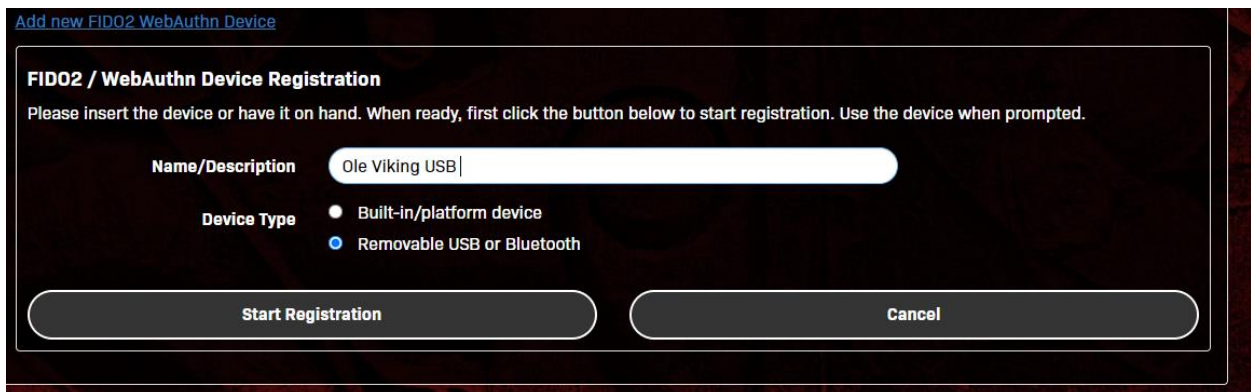 Add new FIDO2 WebAuthn Device
FIDO2 / WebAuthn Device Registration
Please insert the device or have it on hand. When ready, first click the button below to start registration. Use the device when prompted.
Name/Description Ole Viking USB
Device Type Built-in/platform device
Removable USB or Bluetooth
Start Registration Cancel